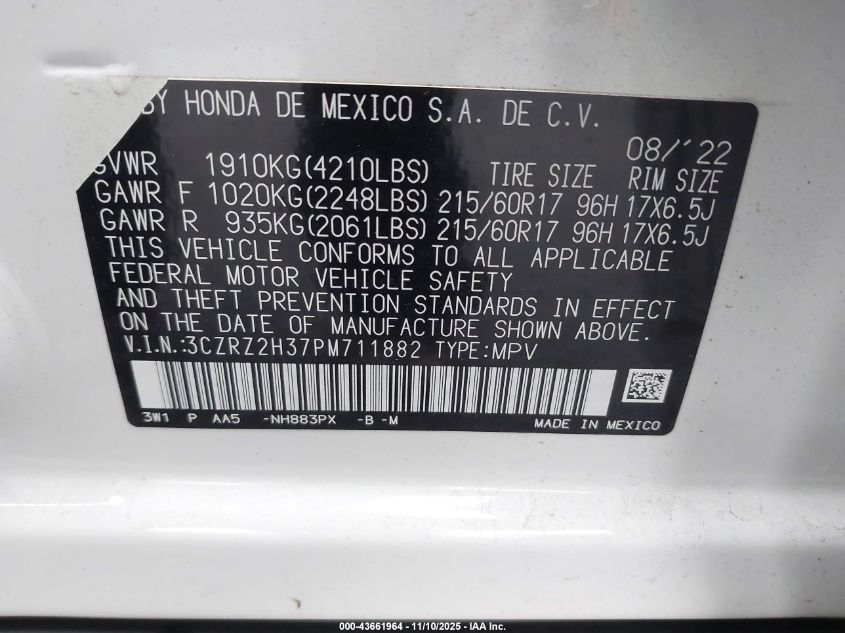 BY HONDA DE MEXICO S.A. DE C.V.
08/'22
GVWR 1910KG(4210LBS) TIRE SIZE RIM SIZE
GAWR F 1020KG(2248LBS) 215/60R17 96H 17X6.5J
GAWR R 935KG(2061LBS) 215/60R17 96H 17X6.5J
THIS VEHICLE CONFORMS TO ALL APPLICABLE
FEDERAL MOTOR VEHICLE SAFETY
AND THEFT PREVENTION STANDARDS IN EFFECT
ON THE DATE OF MANUFACTURE SHOWN ABOVE.
V.I.N.:3CZRZ2H37PM711882 TYPE:MPV
3W1 P AA5 -NH883PX -B -M MADE IN MEXICO
000-43661964 - 11/10/2025 - IAA Inc.